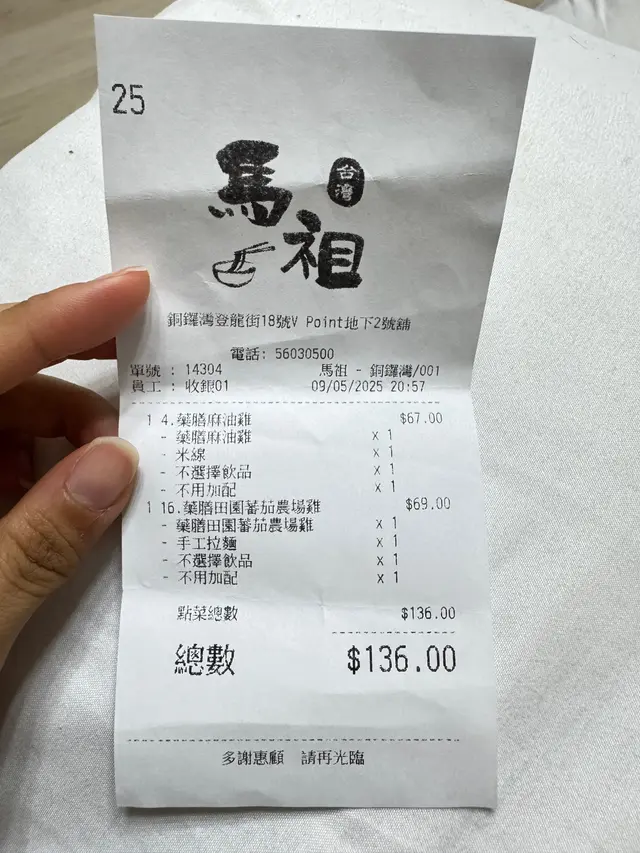 25
馬祖
台灣
銅鑼灣登龍街18號V Point地下2號舖
電話: 56030500
單號 : 14304 馬祖 - 銅鑼灣/001
員工 : 收銀01 09/05/2025 20:57
1 4.藥膳麻油雞 $67.00
- 藥膳麻油雞 x 1
- 米線 x 1
- 不選擇飲品 x 1
- 不用加配 x 1
1 16.藥膳田園蕃茄農場雞 $69.00
- 藥膳田園蕃茄農場雞 x 1
- 手工拉麵 x 1
- 不選擇飲品 x 1
- 不用加配 x 1
點菜總數 $136.00
總數 $136.00
多謝惠顧 請再光臨